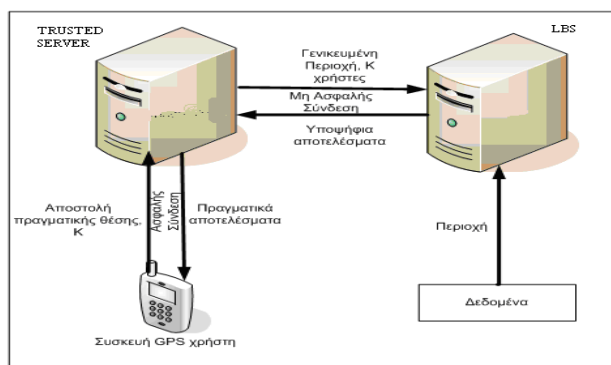 TRUSTED
SERVER
LBS
Γενικευμένη
Περιοχή, Κ
χρήστες
Μη Ασφαλής
Σύνδεση
Υποψήφια
αποτελέσματα
Αποστολή
πραγματικής θέσης,
Κ
Ασφαλής
Σύνδεση
Πραγματικά
αποτελέσματα
Περιοχή
Δεδομένα
Συσκευή GPS χρήστη